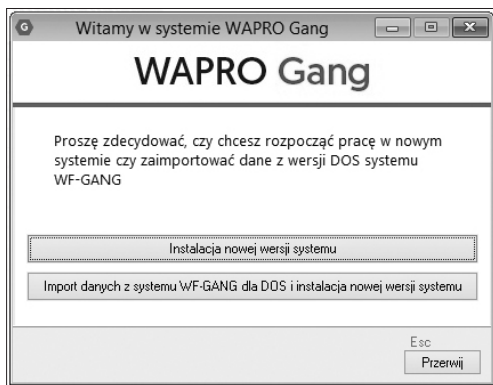 G Witamy w systemie WAPRO Gang
WAPRO Gang
Proszę zdecydować, czy chcesz rozpocząć pracę w nowym
systemie czy zaimportować dane z wersji DOS systemu
WF-GANG
Instalacja nowej wersji systemu
Import danych z systemu WF-GANG dla DOS i instalacja nowej wersji systemu
Esc
Przerwij